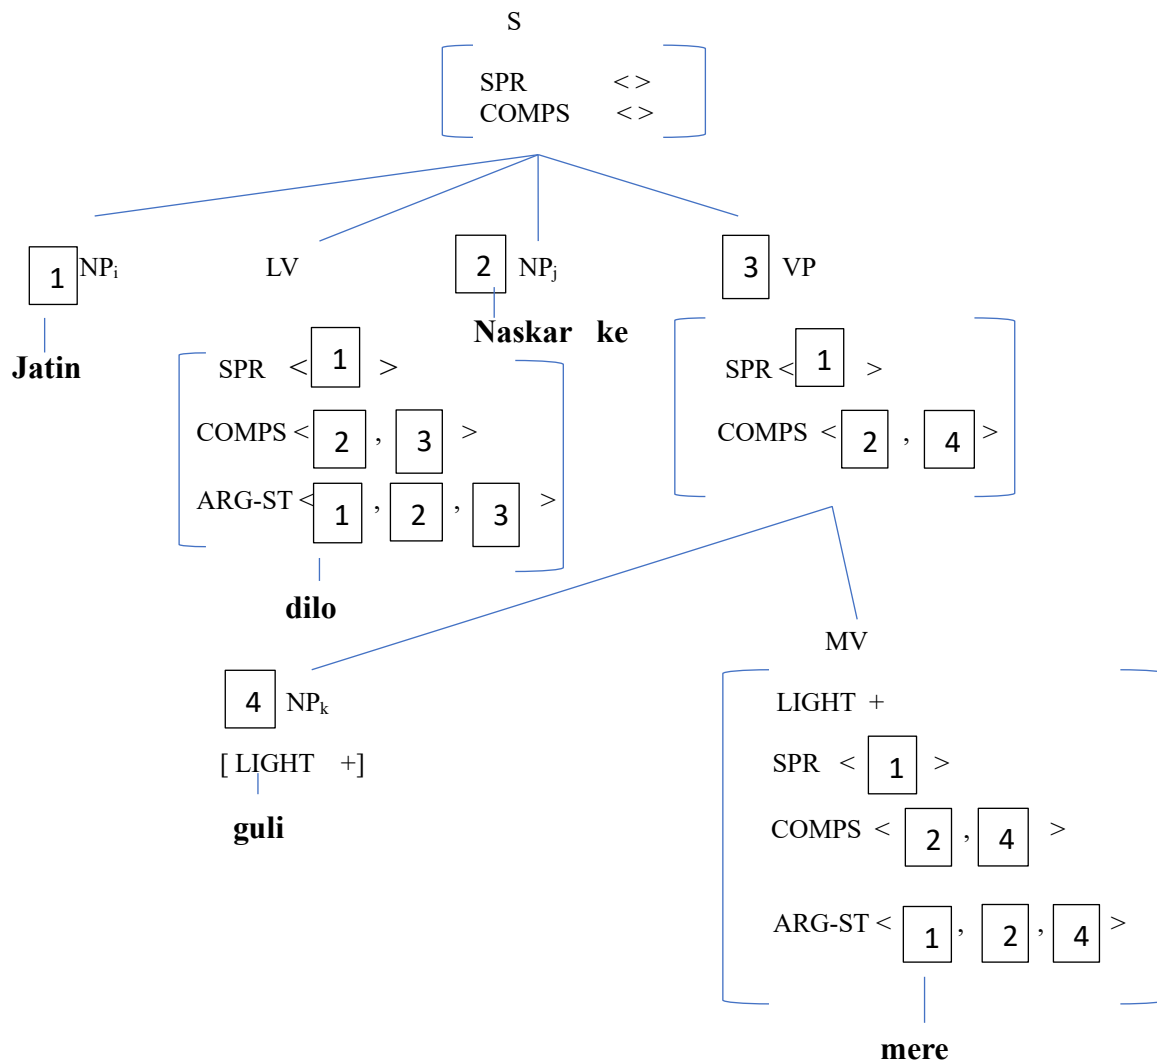 S
SPR < >
COMPS < >
1 NPi LV 2 NPj 3 VP
Jatin
Naskar ke
SPR < 1 >
COMPS < 2 , 3 >
ARG-ST < 1 , 2 , 3 >
dilo
SPR < 1 >
COMPS < 2 , 4 >
4 NPk
[ LIGHT +]
guli
MV
LIGHT +
SPR < 1 >
COMPS < 2 , 4 >
ARG-ST < 1 , 2 , 4 >
mere